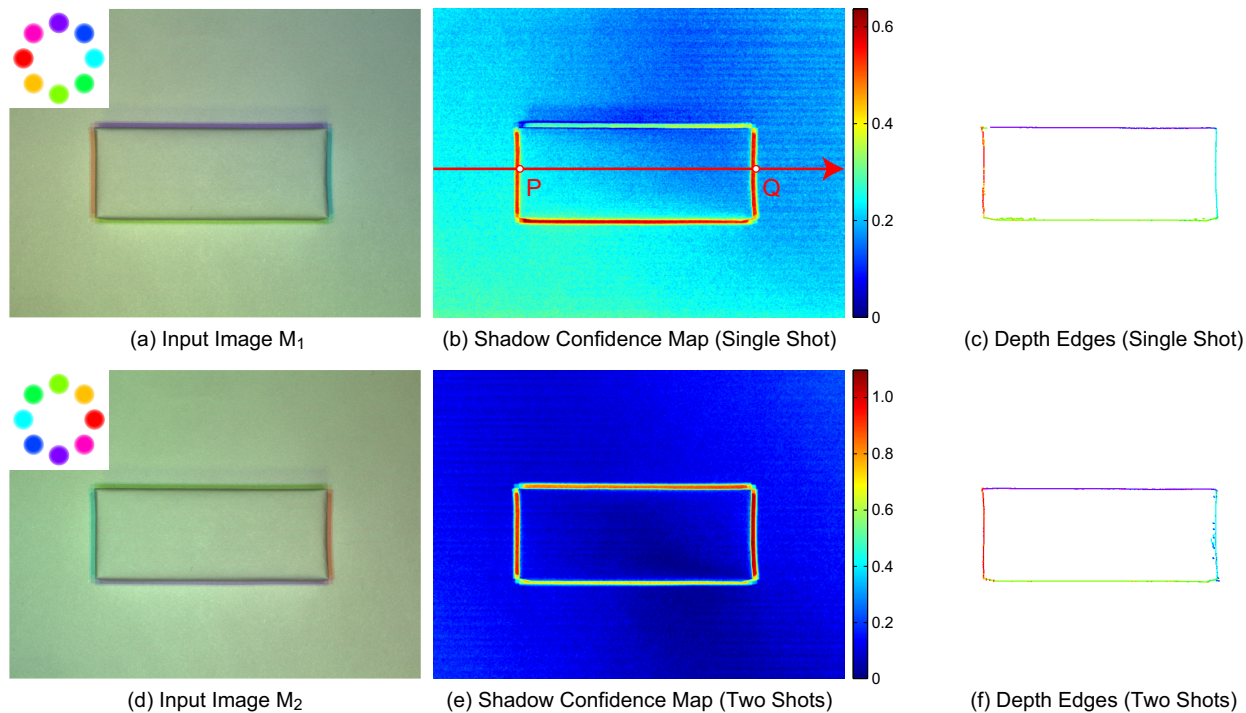 P
Q
0.6
0.4
0.2
0
(a) Input Image M1
(b) Shadow Confidence Map (Single Shot)
(c) Depth Edges (Single Shot)
1.0
0.8
0.6
0.4
0.2
0
(d) Input Image M2
(e) Shadow Confidence Map (Two Shots)
(f) Depth Edges (Two Shots)